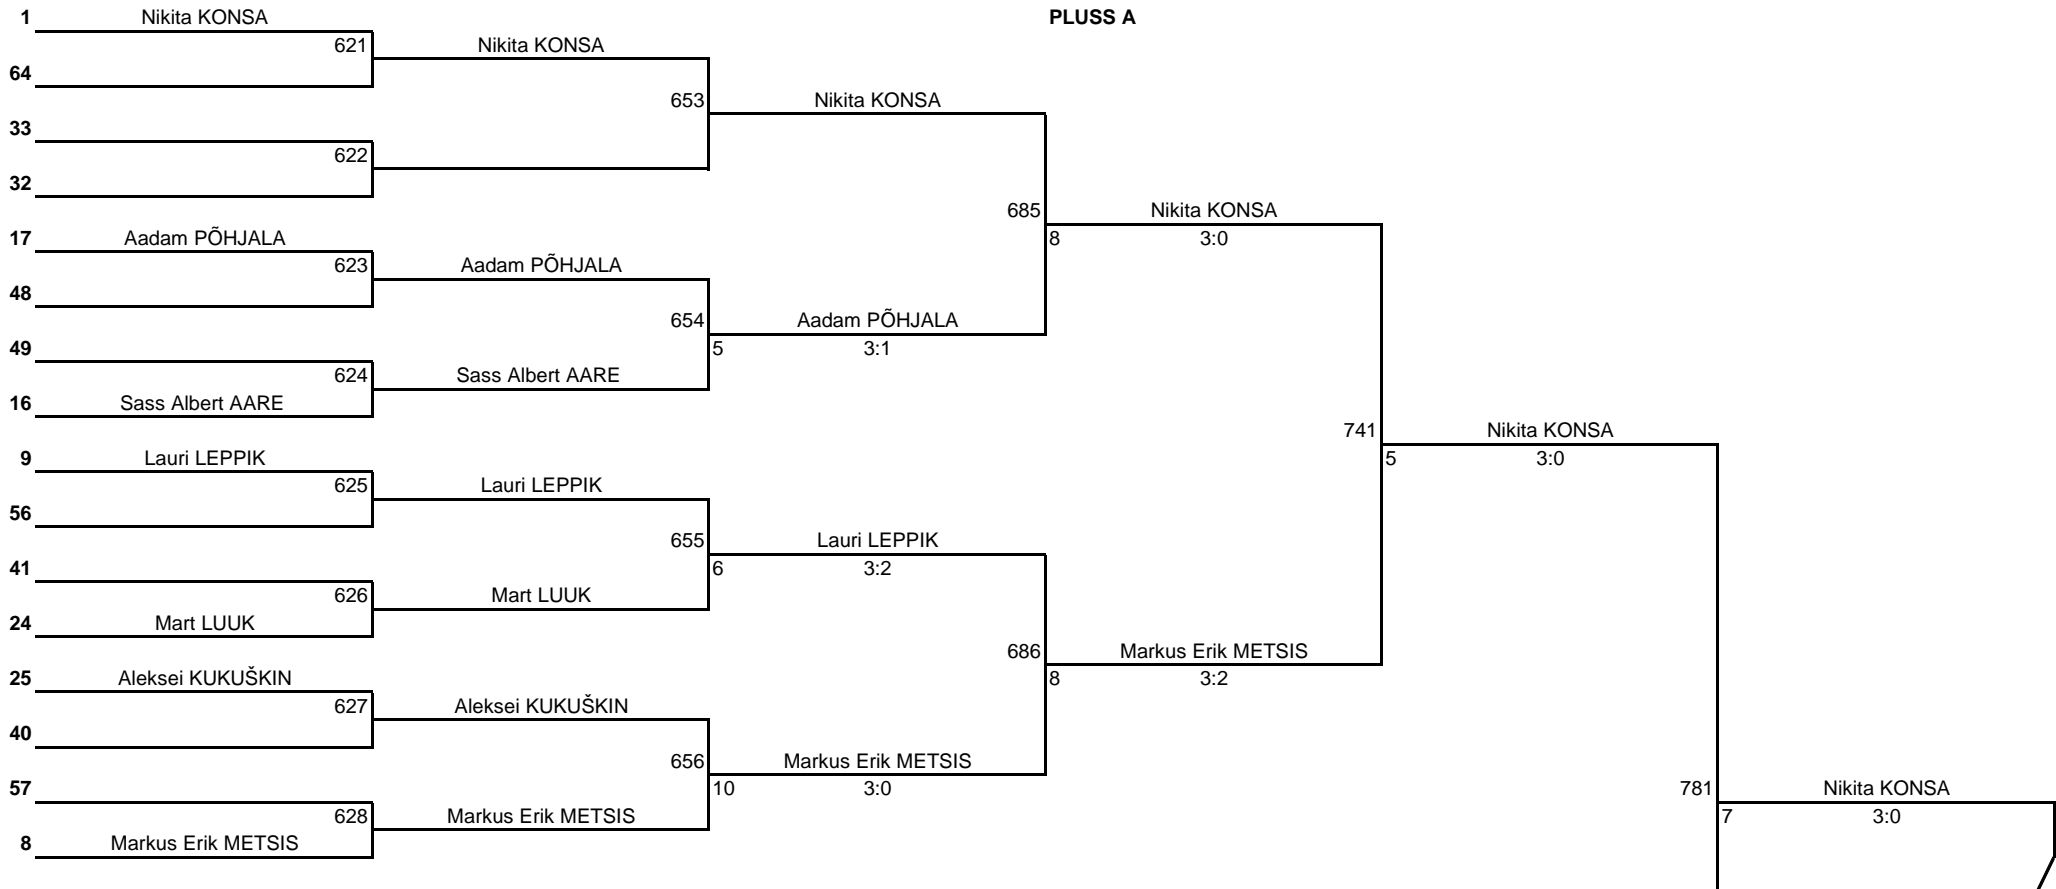 1 Nikita KONSA PLUSS A
621 Nikita KONSA
64
653 Nikita KONSA
33
622
32
685 Nikita KONSA
17 Aadam PÕHJALA 8 3:0
623 Aadam PÕHJALA
48
654 Aadam PÕHJALA
49 5 3:1
624 Sass Albert AARE
16 Sass Albert AARE
741 Nikita KONSA
9 Lauri LEPPIK 5 3:0
625 Lauri LEPPIK
56
655 Lauri LEPPIK
41 6 3:2
626 Mart LUUK
24 Mart LUUK
686 Markus Erik METSIS
25 Aleksei KUKUŠKIN 8 3:2
627 Aleksei KUKUŠKIN
40
656 Markus Erik METSIS
57 10 3:0 781 Nikita KONSA
628 Markus Erik METSIS 7 3:0
8 Markus Erik METSIS